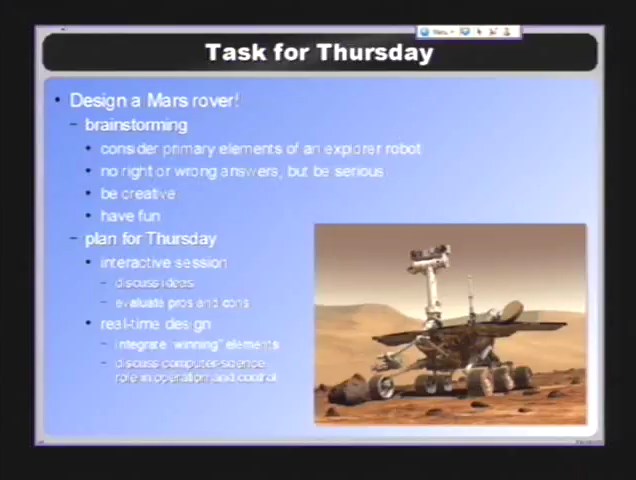 Task for Thursday
• Design a Mars rover!
– brainstorming
• consider primary elements of an explorer robot
• no right or wrong answers, but be serious
• be creative
• have fun
– plan for Thursday
• interactive session
– discuss ideas
– evaluate pros and cons
• real-time design
– integrate "winning" elements
– discuss computer-science
role in operation and control